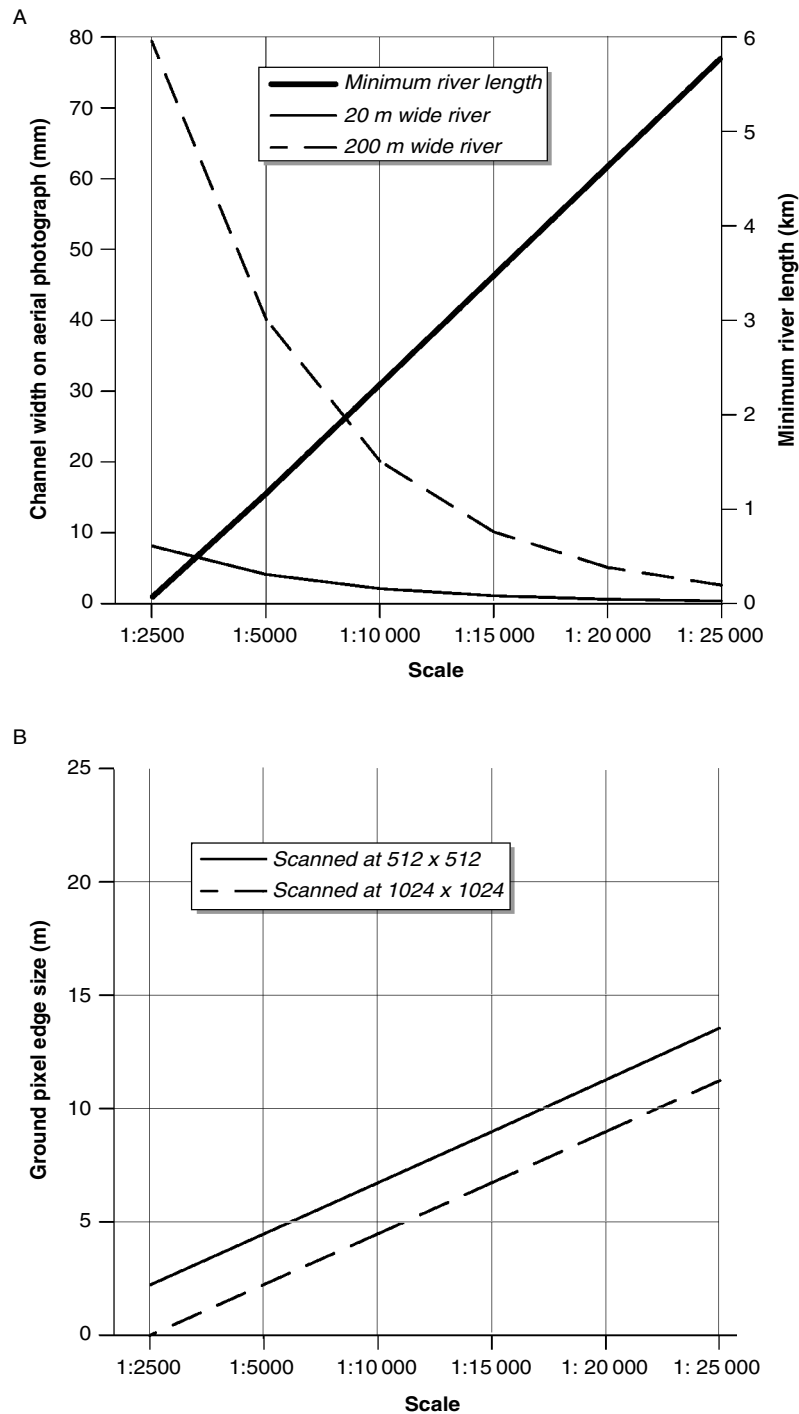 A
Channel width on aerial photograph (mm)
80
70
60
50
40
30
20
10
0
Minimum river length
20 m wide river
200 m wide river
6
5
4
3
2
1
0
Minimum river length (km)
1:2500 1:5000 1:10 000 1:15 000 1: 20 000 1: 25 000
Scale
B
Ground pixel edge size (m)
25
20
15
10
5
0
Scanned at 512 x 512
Scanned at 1024 x 1024
1:2500 1:5000 1:10 000 1:15 000 1: 20 000 1: 25 000
Scale